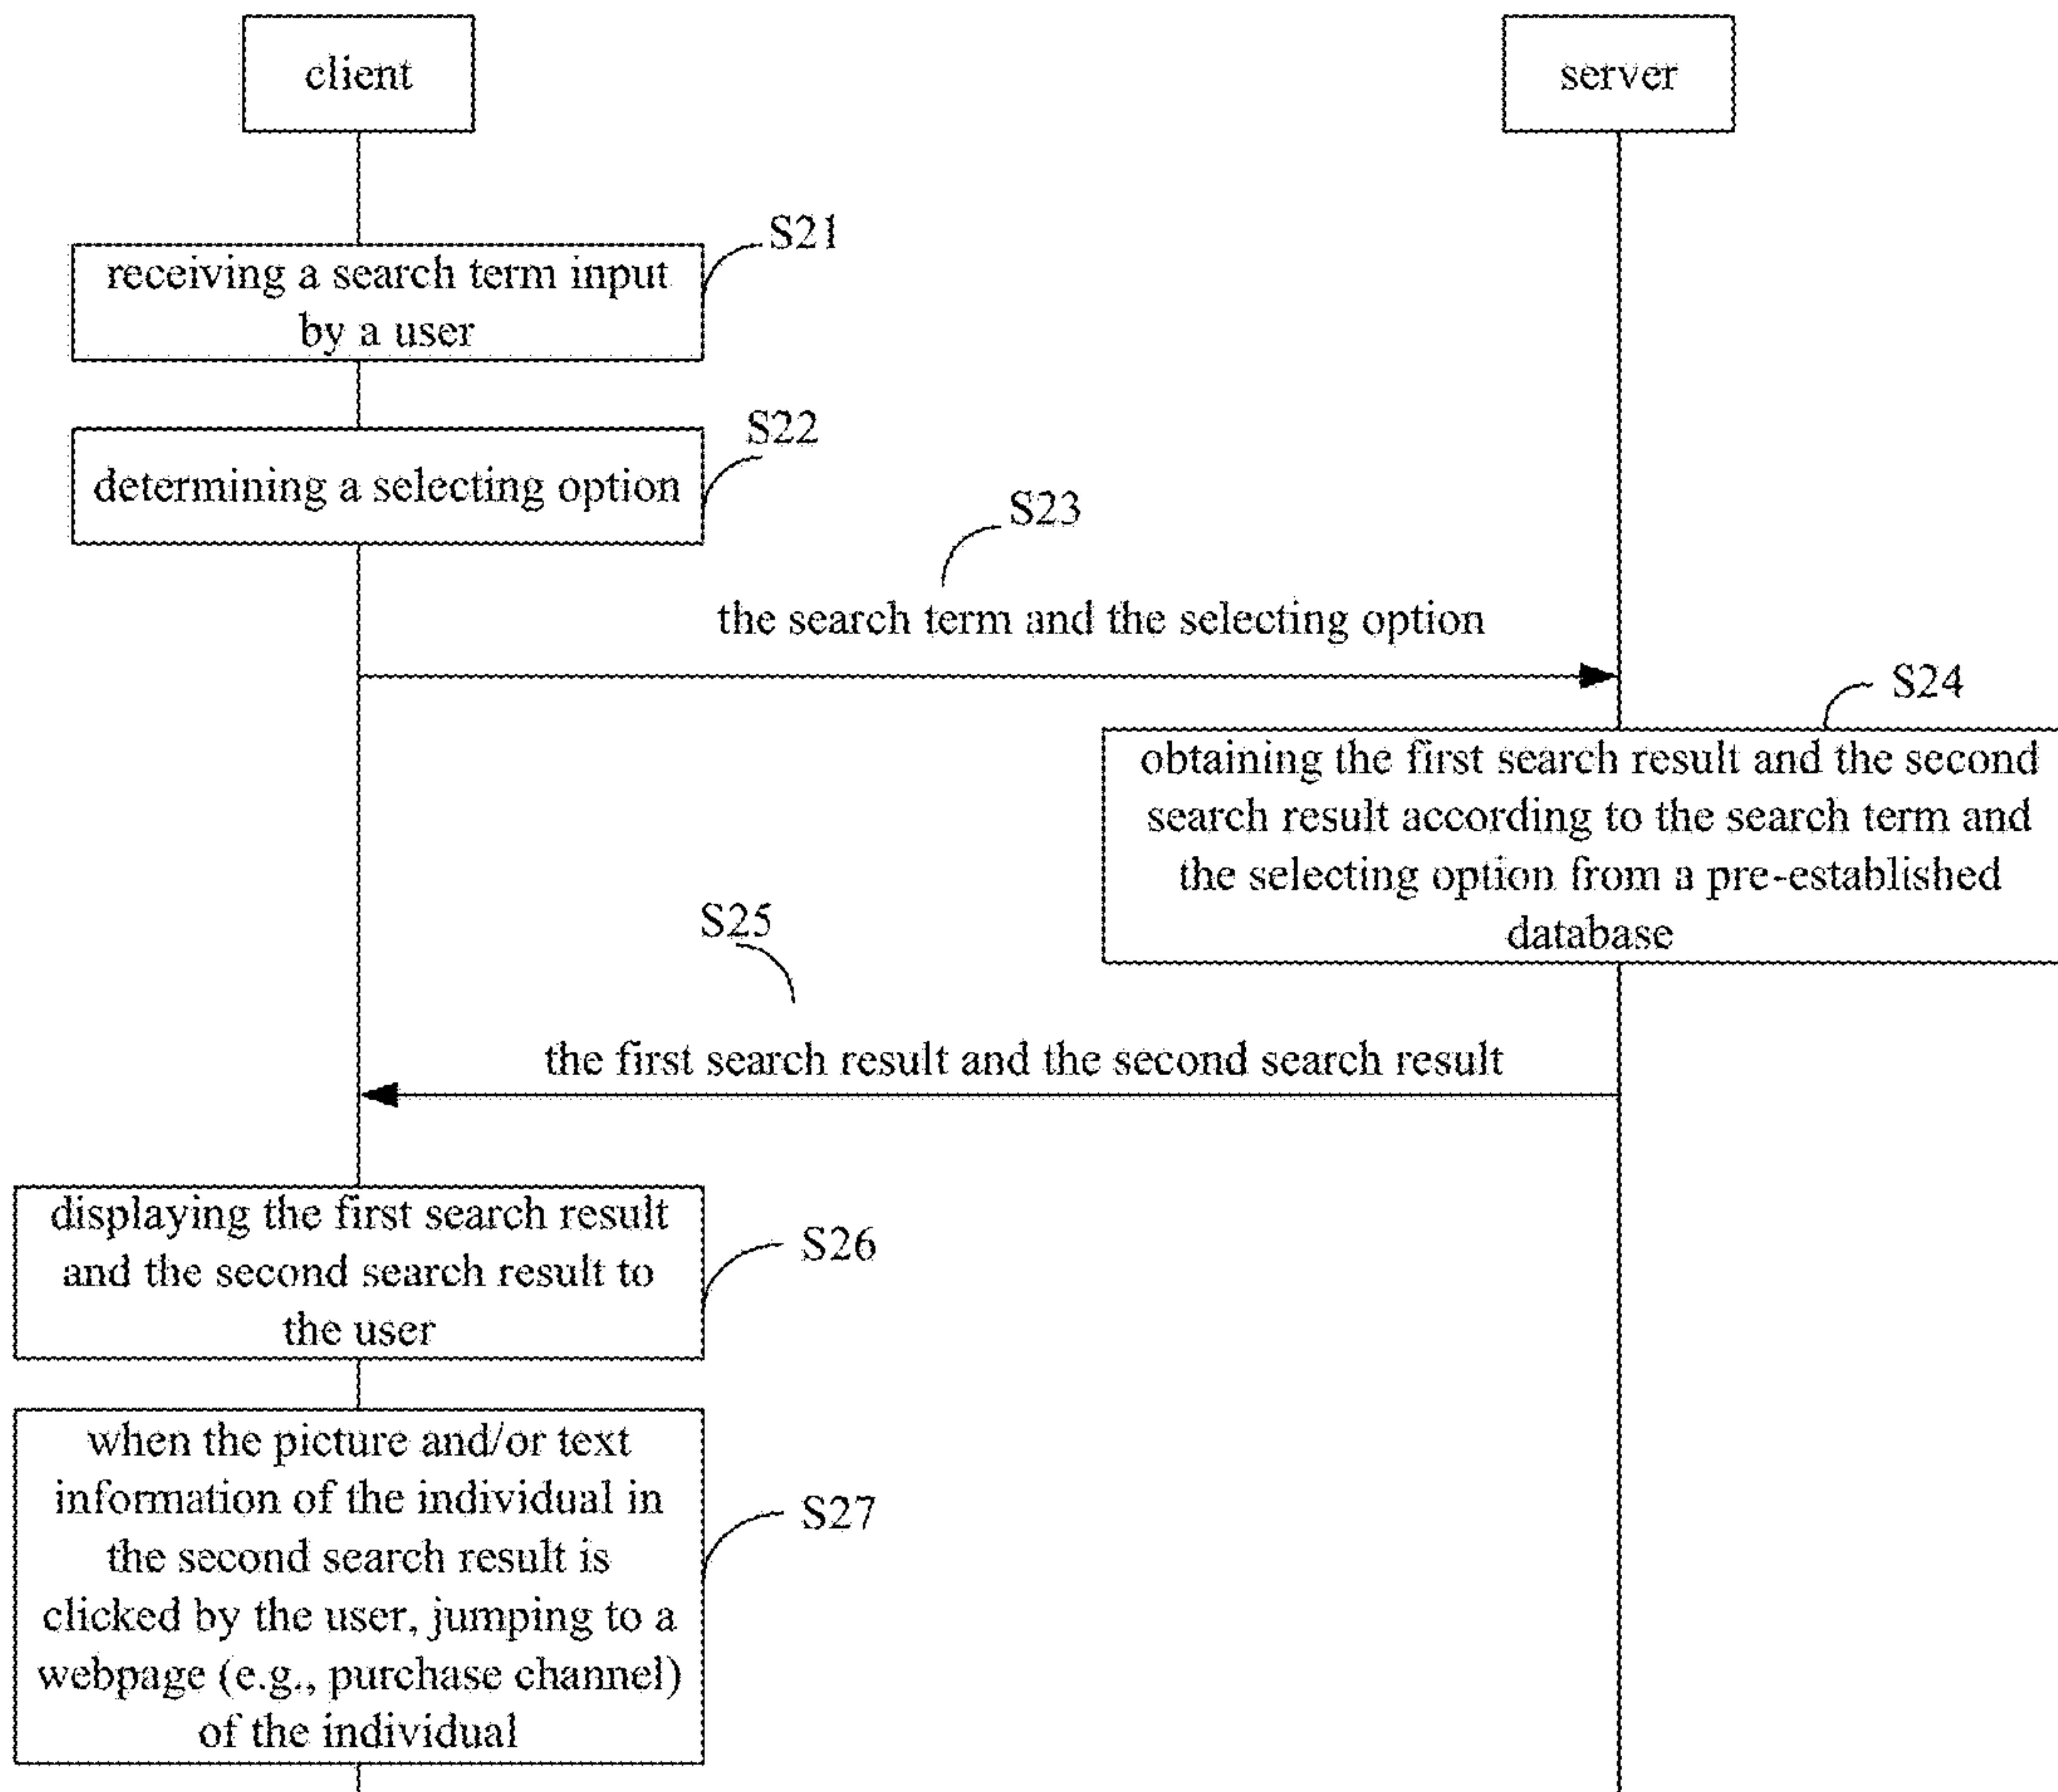 client
server
S21
receiving a search term input
by a user
S22
determining a selecting option
S23
the search term and the selecting option
S24
obtaining the first search result and the second
search result according to the search term and
the selecting option from a pre-established
database
S25
the first search result and the second search result
displaying the first search result
and the second search result to
the user
S26
when the picture and/or text
information of the individual in
the second search result is
clicked by the user, jumping to a
webpage (e.g., purchase channel)
of the individual
S27